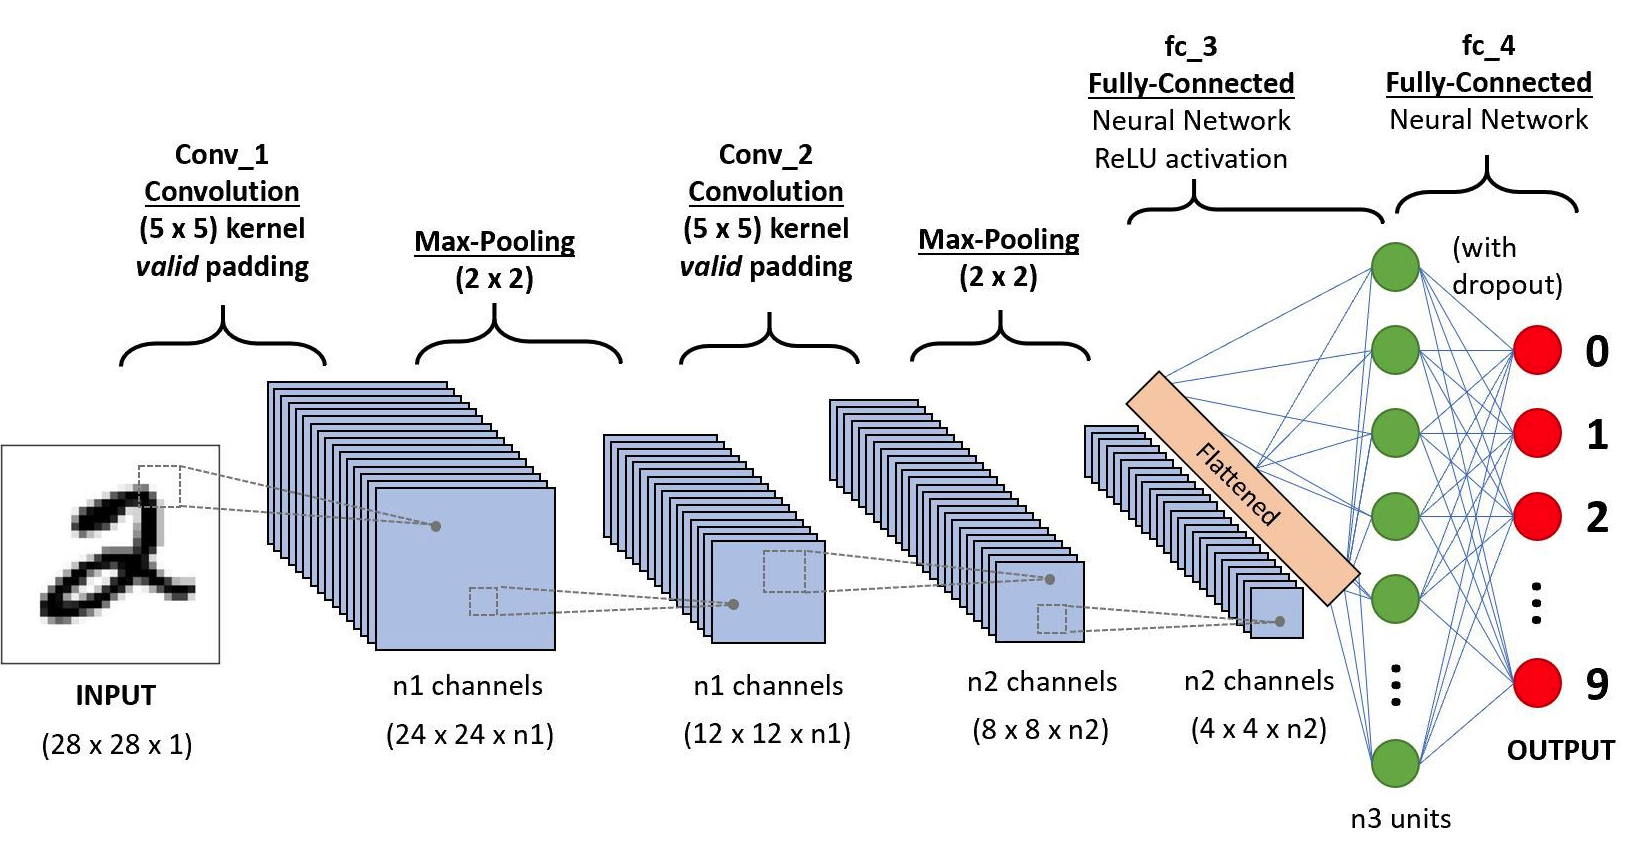 Conv_1
Convolution
(5 x 5) kernel
valid padding
Max-Pooling
(2 x 2)
Conv_2
Convolution
(5 x 5) kernel
valid padding
Max-Pooling
(2 x 2)
fc_3
Fully-Connected
Neural Network
ReLU activation
fc_4
Fully-Connected
Neural Network
(with
dropout)
2
Flattened
0
1
2
9
INPUT
(28 x 28 x 1)
n1 channels
(24 x 24 x n1)
n1 channels
(12 x 12 x n1)
n2 channels
(8 x 8 x n2)
n2 channels
(4 x 4 x n2)
n3 units
OUTPUT